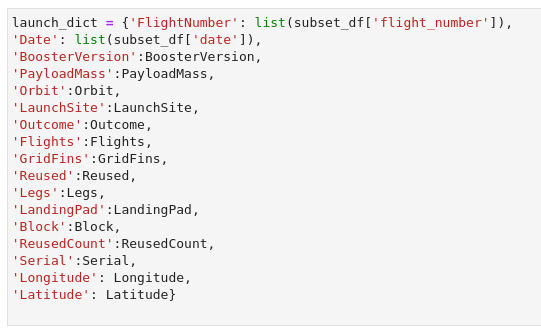 launch_dict = {'FlightNumber': list(subset_df['flight_number']),
'Date': list(subset_df['date']),
'BoosterVersion':BoosterVersion,
'PayloadMass':PayloadMass,
'Orbit':Orbit,
'LaunchSite':LaunchSite,
'Outcome':Outcome,
'Flights':Flights,
'GridFins':GridFins,
'Reused':Reused,
'Legs':Legs,
'LandingPad':LandingPad,
'Block':Block,
'ReusedCount':ReusedCount,
'Serial':Serial,
'Longitude': Longitude,
'Latitude': Latitude}